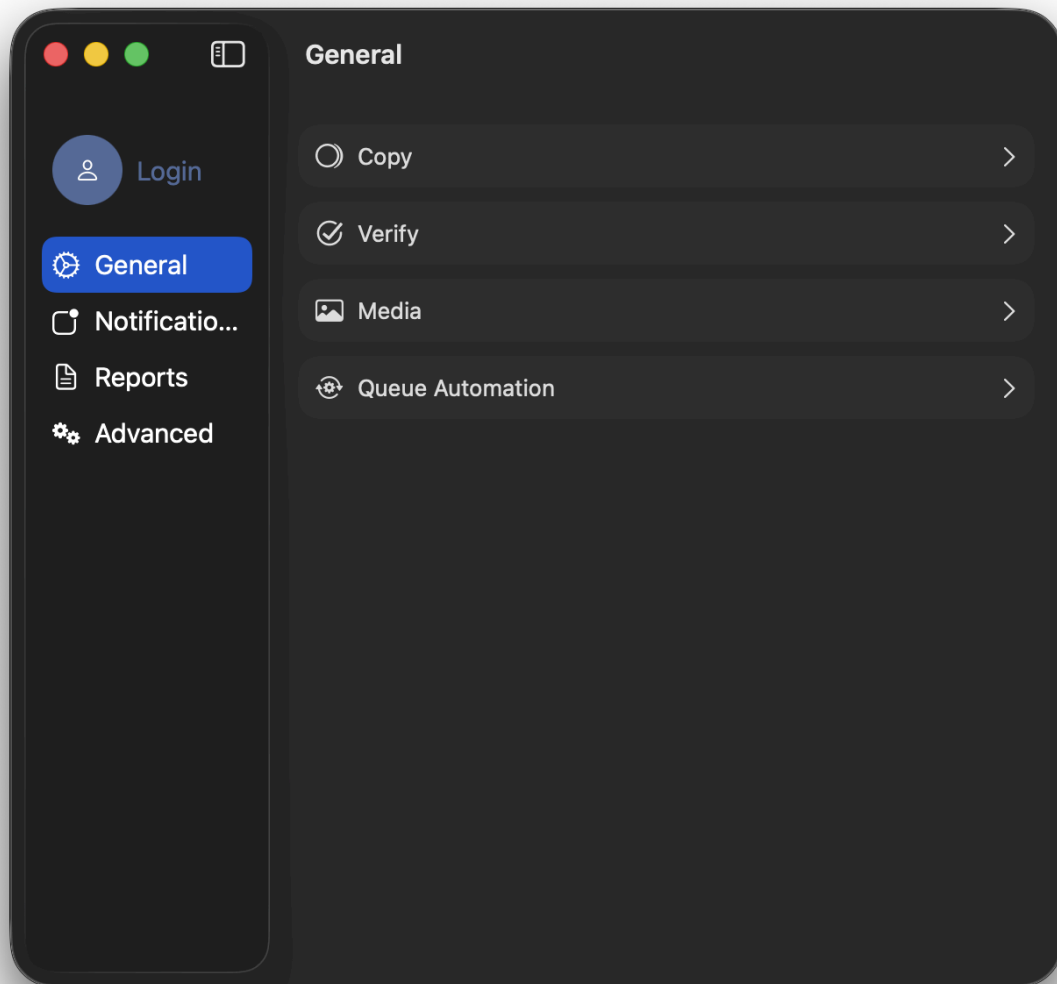 General
Login
General
Notificatio...
Reports
Advanced
Copy
Verify
Media
Queue Automation